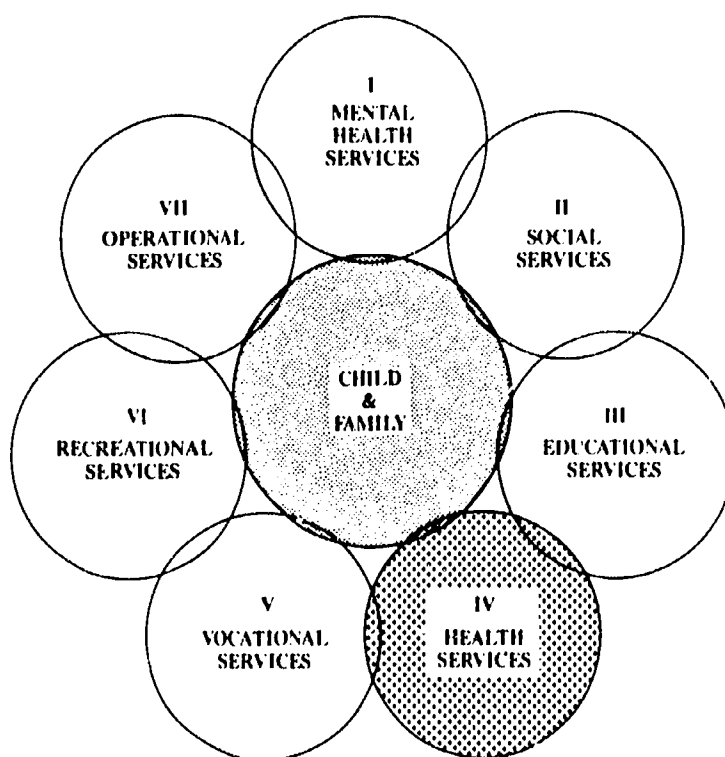 I
MENTAL
HEALTH
SERVICES
II
SOCIAL
SERVICES
III
EDUCATIONAL
SERVICES
IV
HEALTH
SERVICES
V
VOCATIONAL
SERVICES
VI
RECREATIONAL
SERVICES
VII
OPERATIONAL
SERVICES
CHILD
&
FAMILY